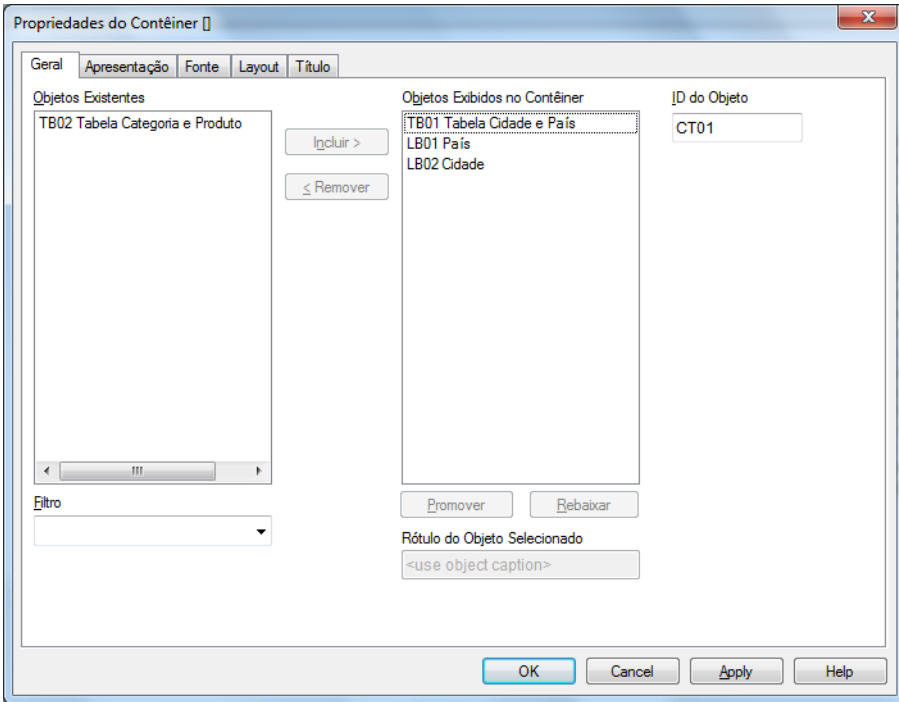 Propriedades do Contêiner []
Geral
Apresentação
Fonte
Layout
Título
Objetos Existentes
TB02 Tabela Categoria e Produto
Incluir >
< Remover
Filtro
Objetos Exibidos no Contêiner
TB01 Tabela Cidade e País
LB01 País
LB02 Cidade
Promover
Rebaixar
Rótulo do Objeto Selecionado
<use object caption>
ID do Objeto
CT01
OK
Cancel
Apply
Help